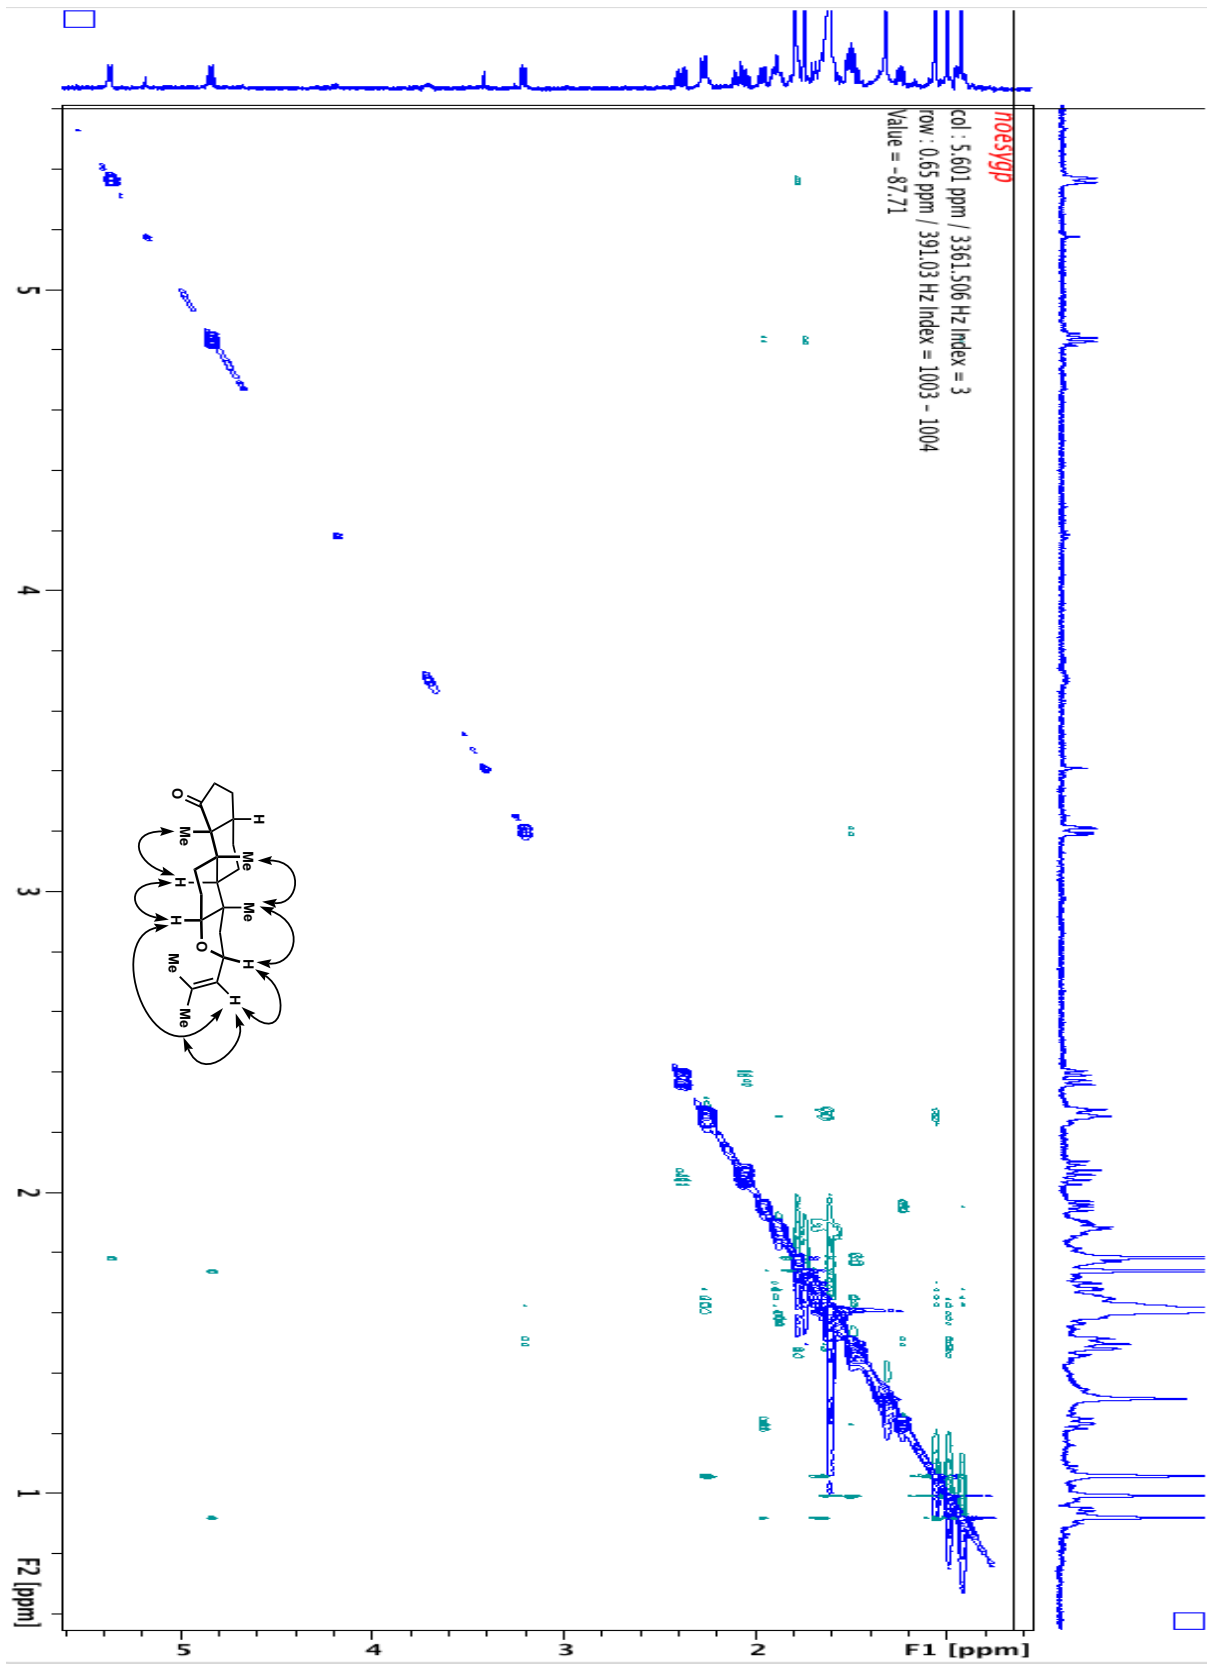 noesygp
col : 5.601 ppm / 3361.506 Hz Index = 3
row : 0.65 ppm / 391.03 Hz Index = 1003 - 1004
Value = -87.71
5
4
3
2
1
F2 [ppm]
5
4
3
2
F1 [ppm]
O
H
Me
Me
H
Me
H
O
H
Me
H
Me